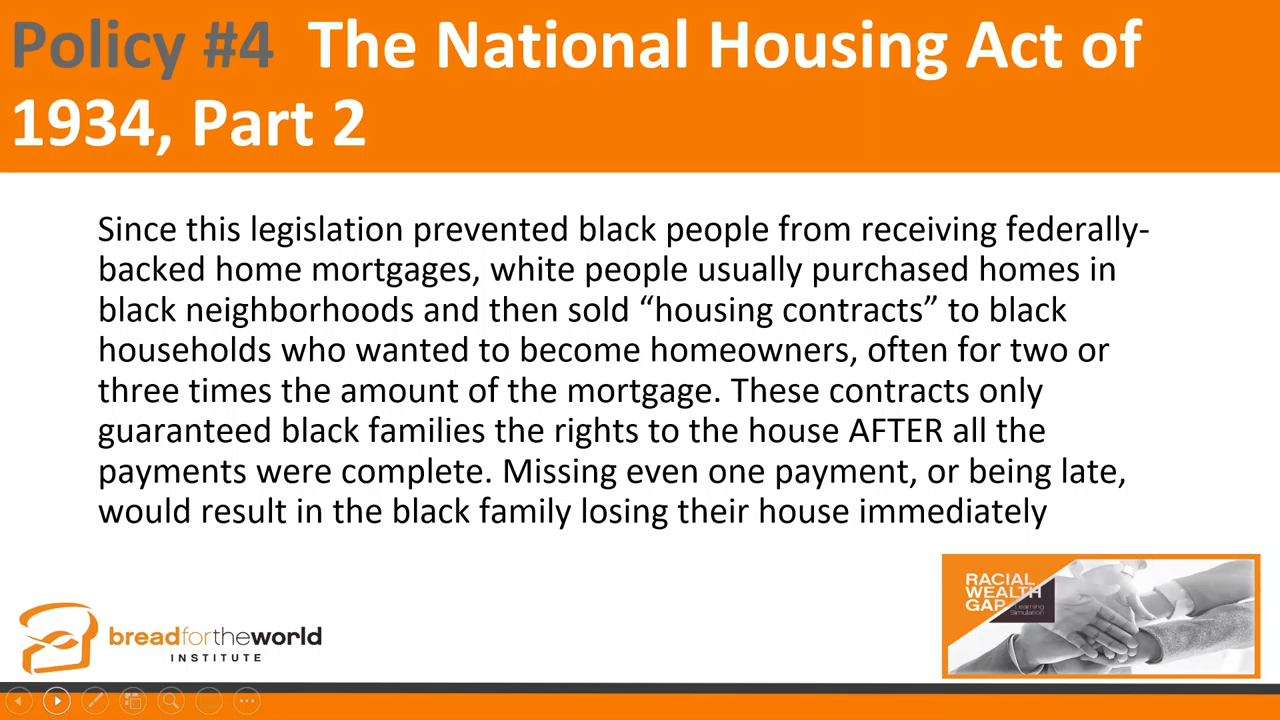 Policy #4 The National Housing Act of
1934, Part 2
Since this legislation prevented black people from receiving federally-
backed home mortgages, white people usually purchased homes in
black neighborhoods and then sold “housing contracts” to black
households who wanted to become homeowners, often for two or
three times the amount of the mortgage. These contracts only
guaranteed black families the rights to the house AFTER all the
payments were complete. Missing even one payment, or being late,
would result in the black family losing their house immediately
RACIAL
WEALTH
GAP Learning
Simulation
breadfortheworld
INSTITUTE